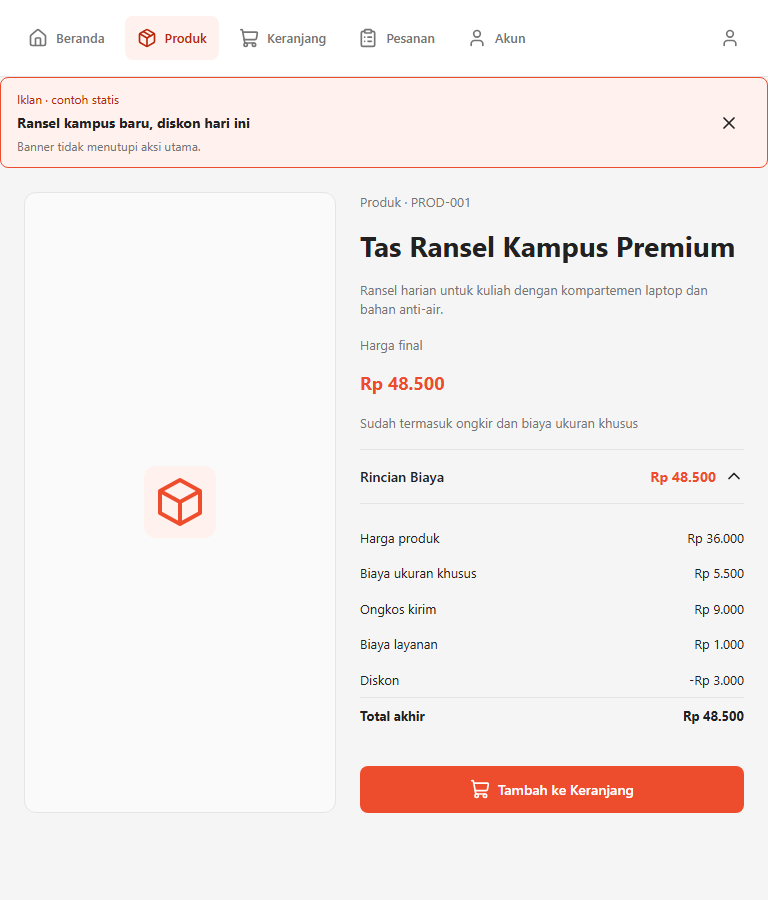 Beranda
Produk
Keranjang
Pesanan
Akun
Iklan · contoh statis
Ransel kampus baru, diskon hari ini
Banner tidak menutupi aksi utama.
Produk · PROD-001
Tas Ransel Kampus Premium
Ransel harian untuk kuliah dengan kompartemen laptop dan
bahan anti-air.
Harga final
Rp 48.500
Sudah termasuk ongkir dan biaya ukuran khusus
Rincian Biaya Rp 48.500
Harga produk Rp 36.000
Biaya ukuran khusus Rp 5.500
Ongkos kirim Rp 9.000
Biaya layanan Rp 1.000
Diskon -Rp 3.000
Total akhir Rp 48.500
Tambah ke Keranjang